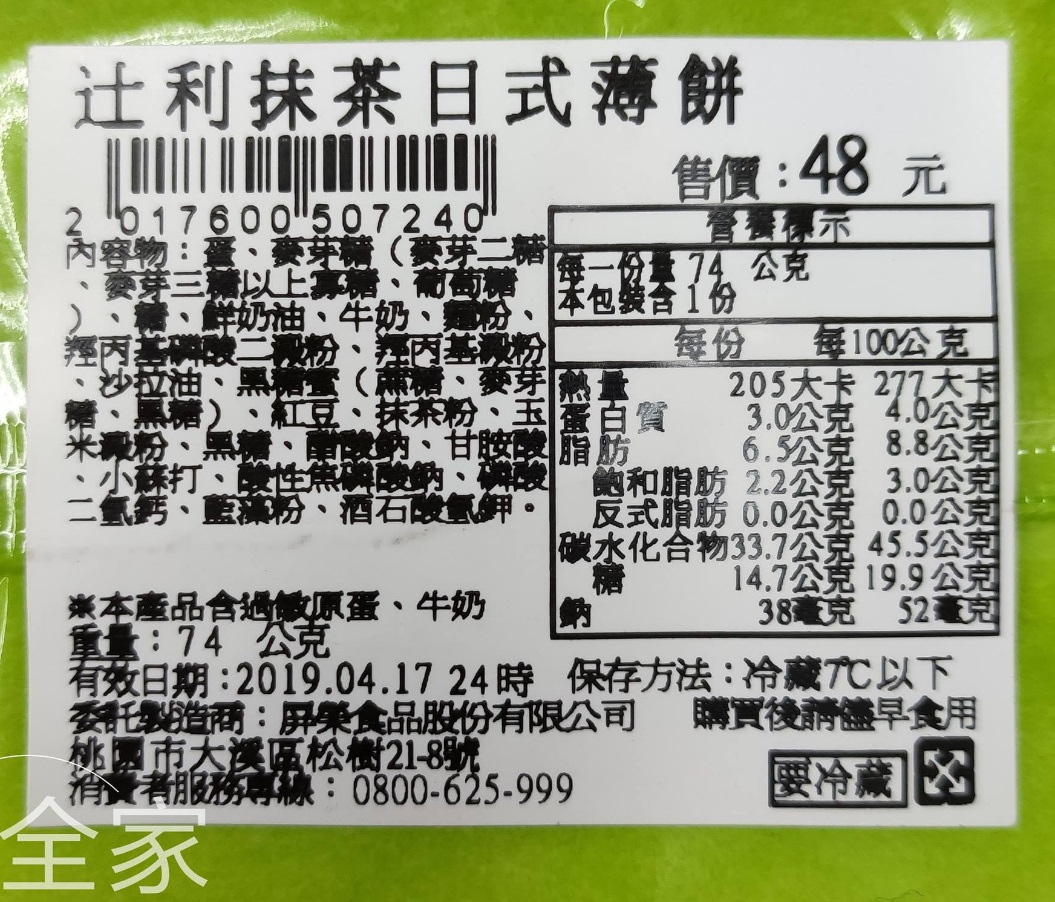 辻利抹茶日式薄餅
售價：48 元
2 017600 507240
內容物：蛋、麥芽糖（麥芽二糖
、麥芽三糖以上寡糖、葡萄糖
）、糖、鮮奶油、牛奶、麵粉、
羥丙基磷酸二澱粉、羥丙基澱粉
、沙拉油、黑糖蜜（蔗糖、麥芽
糖、黑糖）、紅豆、抹茶粉、玉
米澱粉、黑糖、醋酸鈉、甘胺酸
、小蘇打、酸性焦磷酸鈉、磷酸
二氫鈣、藍藻粉、酒石酸氫鉀。
營養標示
每一份量 74 公克
本包裝含 1 份
每份 每100公克
熱量 205大卡 277大卡
蛋白質 3.0公克 4.0公克
脂肪 6.5公克 8.8公克
飽和脂肪 2.2公克 3.0公克
反式脂肪 0.0公克 0.0公克
碳水化合物 33.7公克 45.5公克
糖 14.7公克 19.9公克
鈉 38毫克 52毫克
※本產品含過敏原蛋、牛奶
重量：74 公克
有效日期：2019.04.17 24時 保存方法：冷藏7℃以下
委託製造商：屏榮食品股份有限公司 購買後請儘早食用
桃園市大溪區松樹21-8號
消費者服務專線：0800-625-999
要冷藏
全家